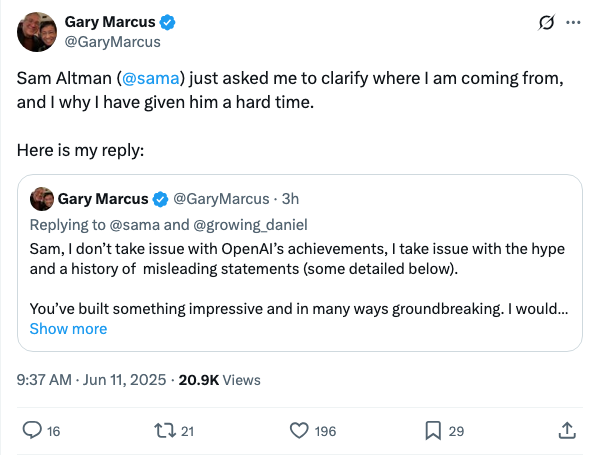 Gary Marcus
@GaryMarcus
Sam Altman (@sama) just asked me to clarify where I am coming from,
and I why I have given him a hard time.
Here is my reply:
Gary Marcus @GaryMarcus · 3h
Replying to @sama and @growing_daniel
Sam, I don’t take issue with OpenAI’s achievements, I take issue with the hype
and a history of misleading statements (some detailed below).
You’ve built something impressive and in many ways groundbreaking. I would...
Show more
9:37 AM · Jun 11, 2025 · 20.9K Views
16 21 196 29